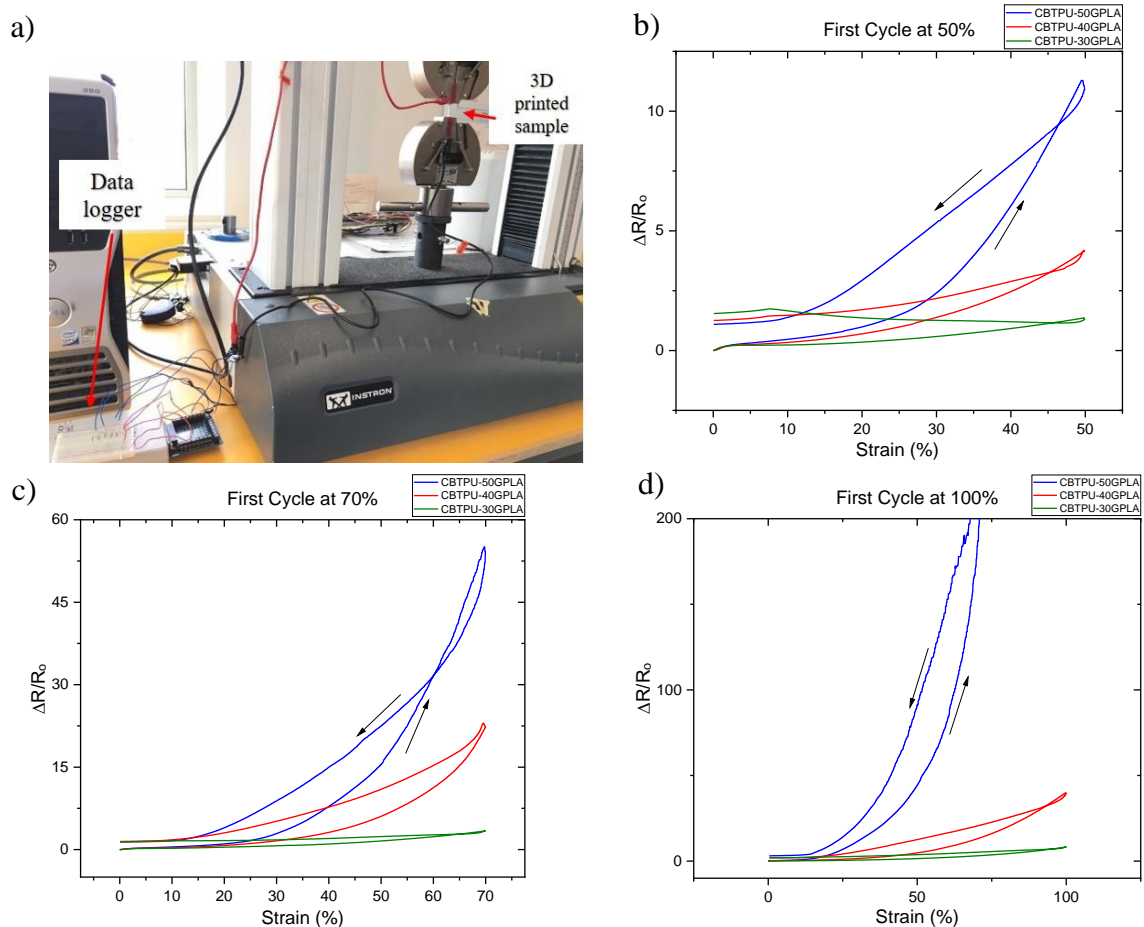 a)
3D
printed
sample
Data
logger
INSTRON
b)
First Cycle at 50%
CBTPU-50GPLA
CBTPU-40GPLA
CBTPU-30GPLA
ΔR/R₀
10
5
0
0 10 20 30 40 50
Strain (%)
c)
First Cycle at 70%
CBTPU-50GPLA
CBTPU-40GPLA
CBTPU-30GPLA
ΔR/R₀
60
45
30
15
0
0 10 20 30 40 50 60 70
Strain (%)
d)
First Cycle at 100%
CBTPU-50GPLA
CBTPU-40GPLA
CBTPU-30GPLA
ΔR/R₀
200
100
0
0 50 100
Strain (%)